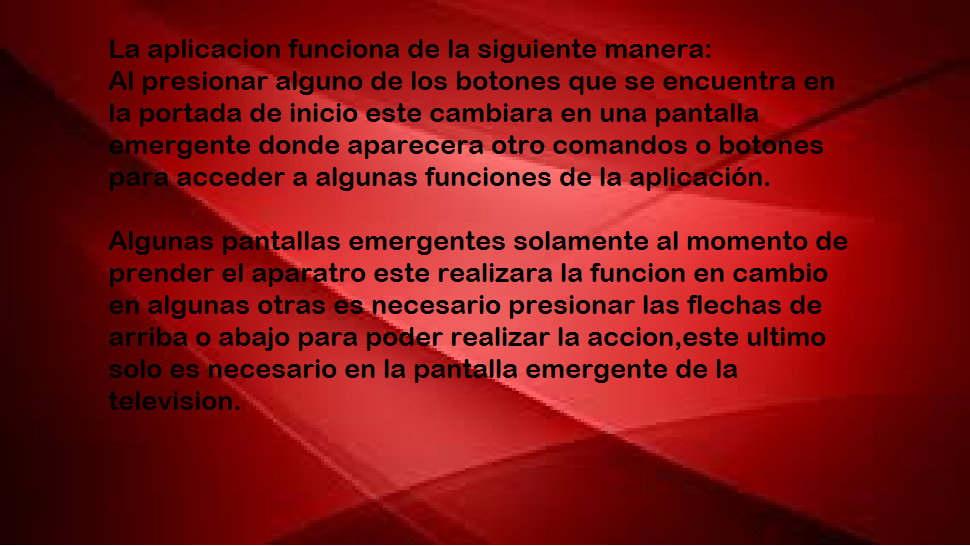 La aplicacion funciona de la siguiente manera:
Al presionar alguno de los botones que se encuentra en
la portada de inicio este cambiara en una pantalla
emergente donde aparecera otro comandos o botones
para acceder a algunas funciones de la aplicación.
Algunas pantallas emergentes solamente al momento de
prender el aparatro este realizara la funcion en cambio
en algunas otras es necesario presionar las flechas de
arriba o abajo para poder realizar la accion,este ultimo
solo es necesario en la pantalla emergente de la
television.